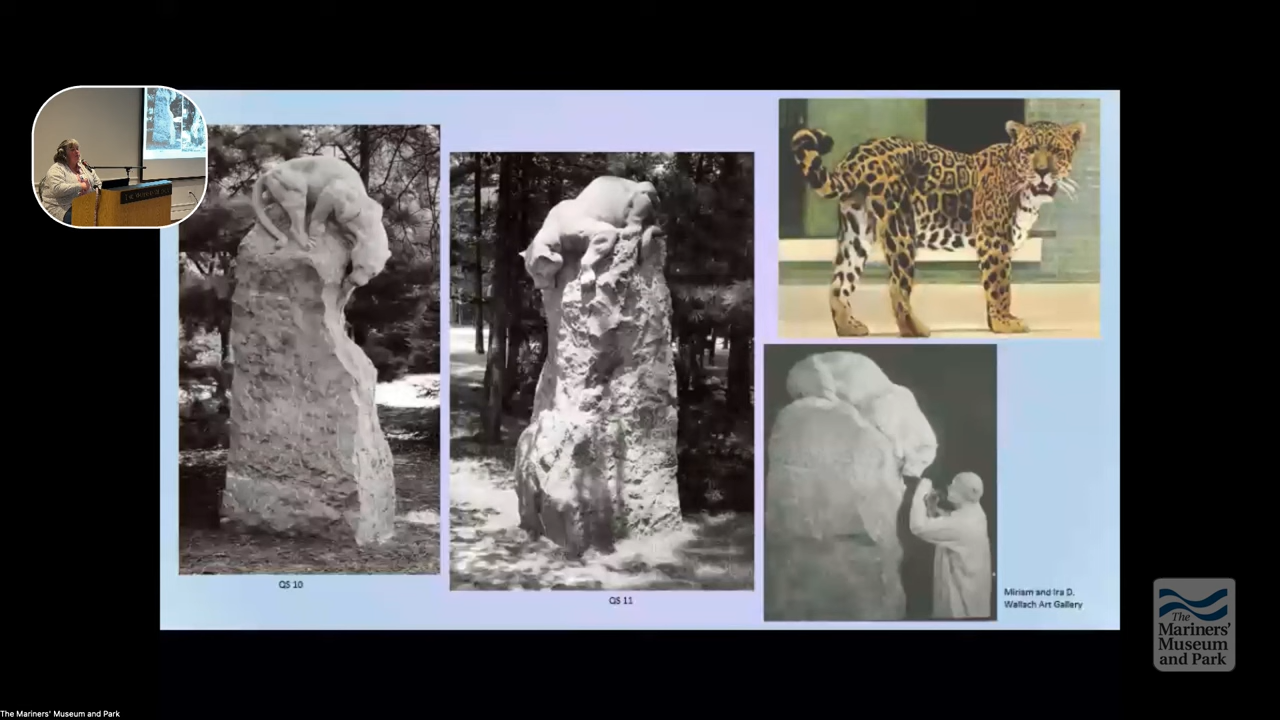 QS 10
QS 11
Miriam and Ira D.
Wallach Art Gallery
The
Mariners'
Museum
and Park
The Mariners' Museum and Park